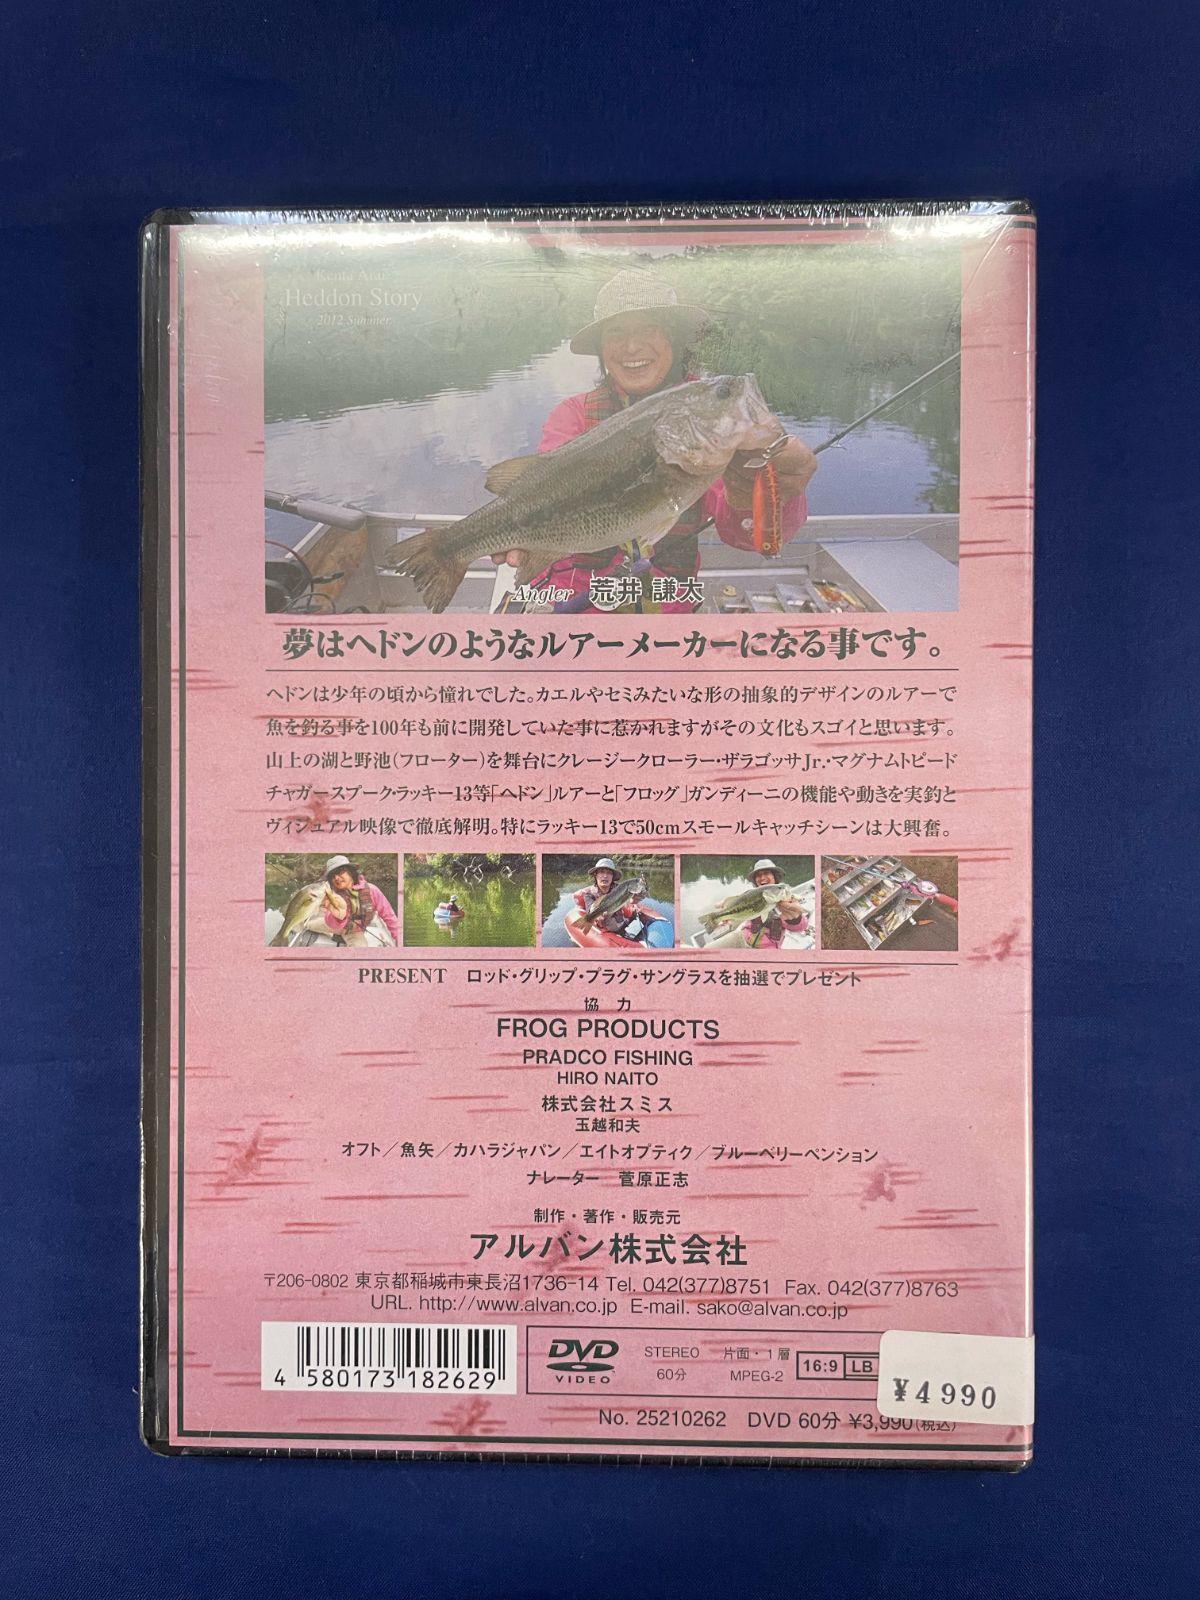 Kenta Arai
Heddon Story
2012 Summer
Angler 荒井 謙太
夢はヘドンのようなルアーメーカーになる事です。
ヘドンは少年の頃から憧れでした。カエルやセミみたいな形の抽象的デザインのルアーで
魚を釣る事を100年も前に開発していた事に惹かれますがその文化もスゴイと思います。
山上の湖と野池(フローター)を舞台にクレージークローラー・ザラゴッサJr.・マグナムトピード
チャガースプーク・ラッキー13等「ヘドン」ルアーと「フロッグ」ガンディーニの機能や動きを実釣と
ヴィジュアル映像で徹底解明。特にラッキー13で50cmスモールキャッチシーンは大興奮。
PRESENT ロッド・グリップ・プラグ・サングラスを抽選でプレゼント
協 力
FROG PRODUCTS
PRADCO FISHING
HIRO NAITO
株式会社スミス
玉越和夫
オフト／魚矢／カハラジャパン／エイトオプティク／ブルーベリーペンション
ナレーター 菅原正志
制作・著作・販売元
アルバン株式会社
〒206-0802 東京都稲城市東長沼1736-14 Tel. 042(377)8751 Fax. 042(377)8763
URL. http://www.alvan.co.jp E-mail. sako@alvan.co.jp
4 580173 182629
DVD VIDEO
STEREO 片面・1層
60分 MPEG-2
16:9 LB
¥4990
No. 25210262 DVD 60分 ¥3,990(税込)